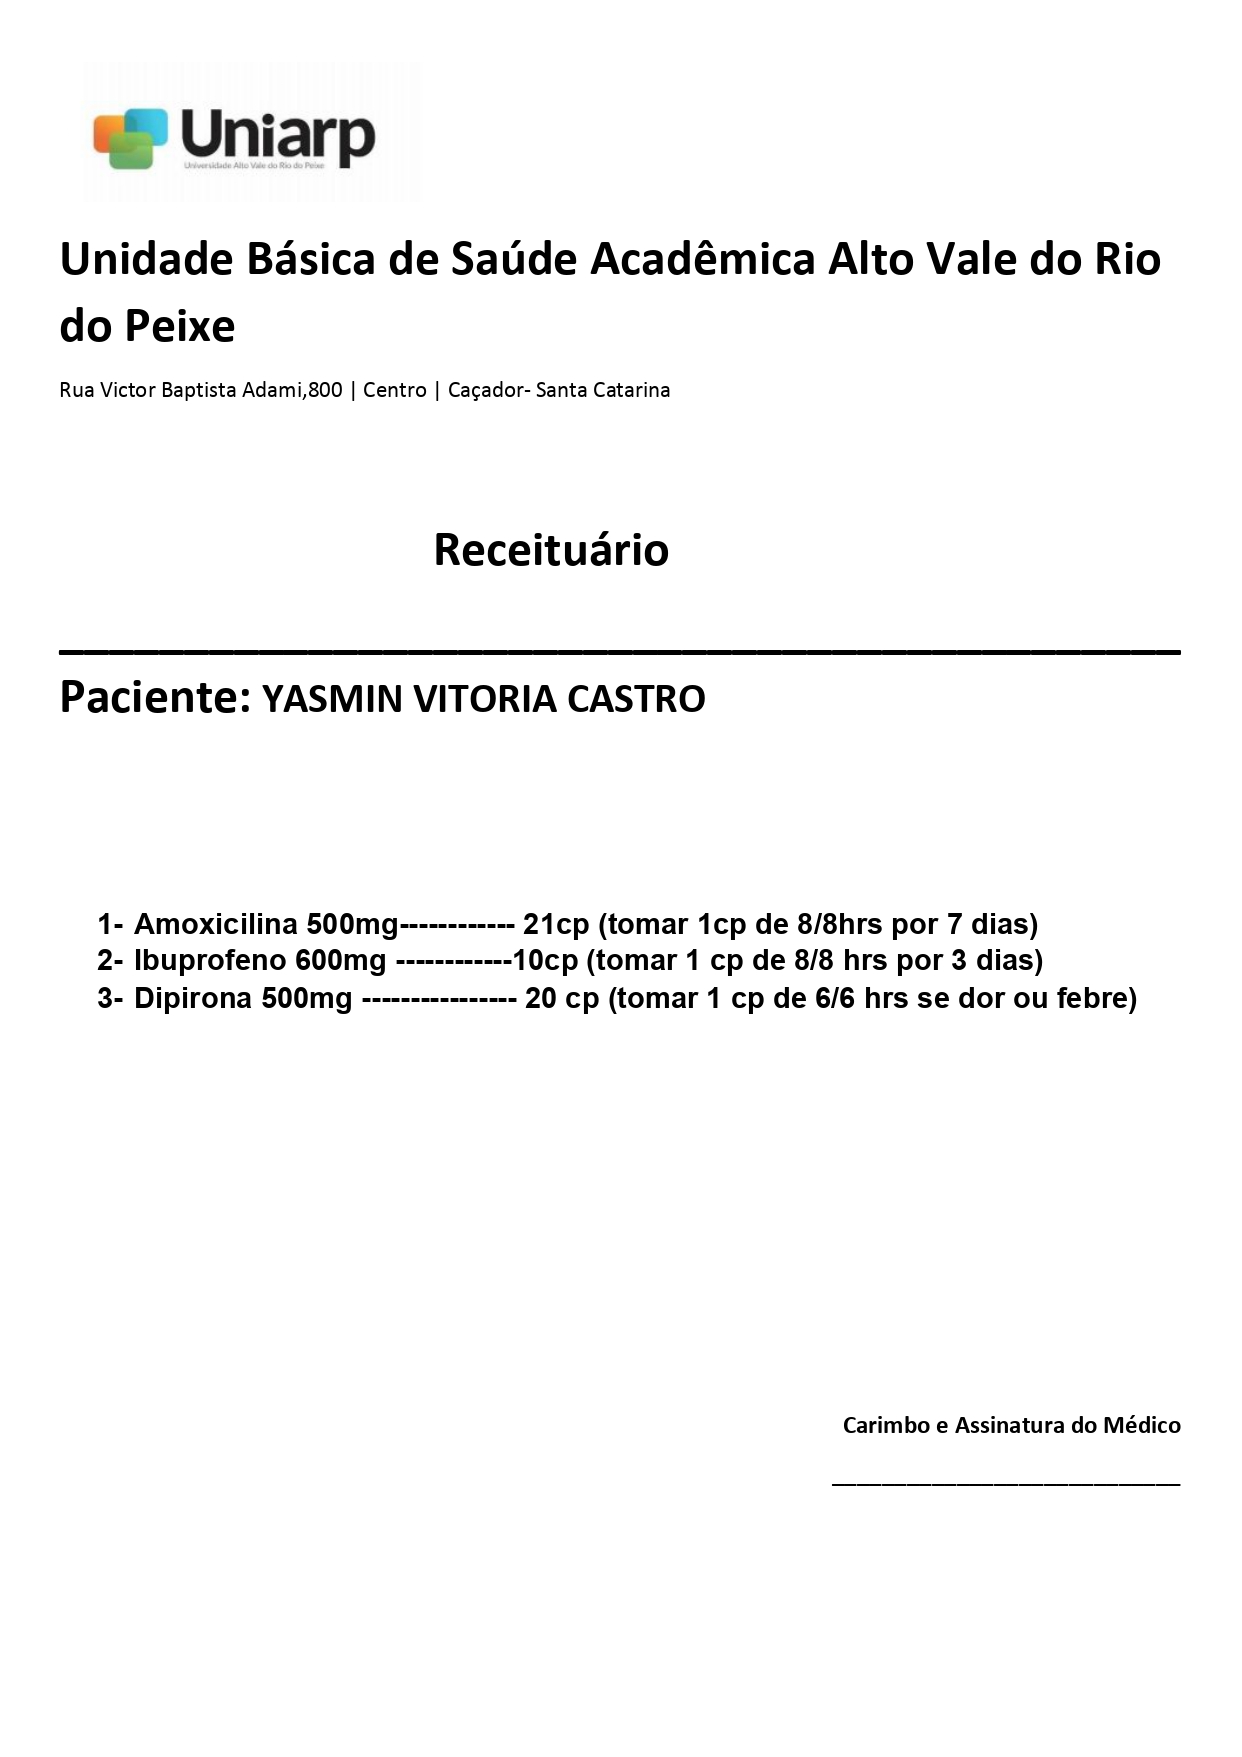 Uniarp
Universidade Alto Vale do Rio do Peixe
Unidade Básica de Saúde Acadêmica Alto Vale do Rio
do Peixe
Rua Victor Baptista Adami,800 | Centro | Caçador- Santa Catarina
Receituário
Paciente: YASMIN VITORIA CASTRO
1- Amoxicilina 500mg------------ 21cp (tomar 1cp de 8/8hrs por 7 dias)
2- Ibuprofeno 600mg ------------10cp (tomar 1 cp de 8/8 hrs por 3 dias)
3- Dipirona 500mg ---------------- 20 cp (tomar 1 cp de 6/6 hrs se dor ou febre)
Carimbo e Assinatura do Médico